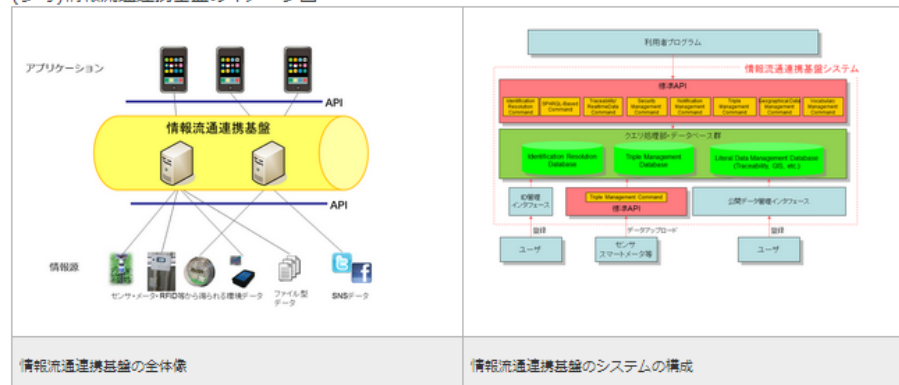 アプリケーション
API
情報流通連携基盤
API
情報源
センサ・メータ・RFID等から得られる環境データ
ファイル型
データ
SNSデータ
利用者プログラム
情報流通連携基盤システム
標準API
Identification
Resolution
Command
SPARQL-Based
Command
Traceability/
RealtimeData
Command
Security
Management
Command
Notification
Management
Command
Triple
Management
Command
Geographical Data
Management
Command
Vocabulary
Management
Command
クエリ処理部・データベース群
Identification Resolution
Database
Triple Management
Database
Literal Data Management Database
(Traceability, GIS, etc.)
ID管理
インタフェース
Triple Management Command
標準API
公開データ管理インタフェース
登録
データアップロード
登録
ユーザ
センサ
スマートメータ等
ユーザ
情報流通連携基盤の全体像
情報流通連携基盤のシステムの構成